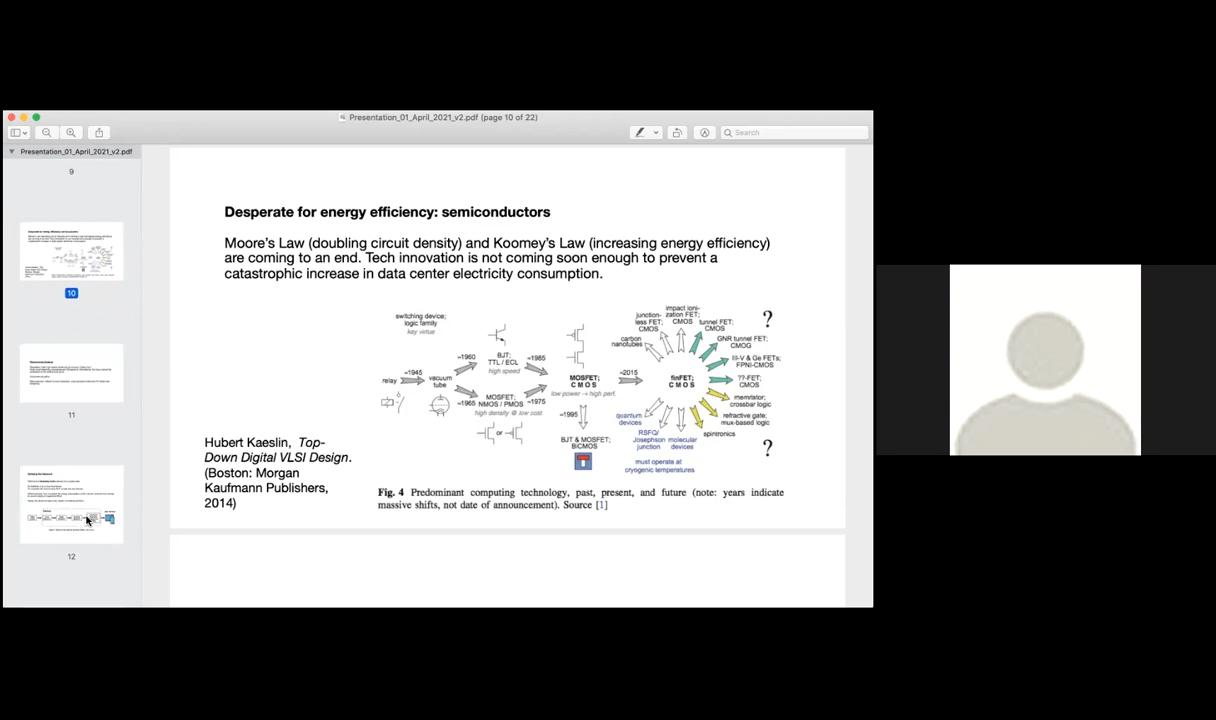 Presentation_01_April_2021_v2.pdf (page 10 of 22)
Search
Presentation_01_April_2021_v2.pdf
9
10
11
12
Desperate for energy efficiency: semiconductors
Moore's Law (doubling circuit density) and Koomey's Law (increasing energy efficiency)
are coming to an end. Tech innovation is not coming soon enough to prevent a
catastrophic increase in data center electricity consumption.
switching device;
logic family
key virtue
relay
~1945
vacuum
tube
~1960
~1965
BJT;
TTL / ECL
high speed
MOSFET;
NMOS / PMOS
high density @ low cost
or
~1985
~1975
MOSFET;
CMOS
low power → high perf.
~1995
BJT & MOSFET;
BiCMOS
~2015
finFET;
CMOS
carbon
nanotubes
junction-
less FET;
CMOS
impact ioni-
zation FET;
CMOS
tunnel FET;
CMOS
GNR tunnel FET;
CMOG
III-V & Ge FETs;
FPNI-CMOS
??-FET;
CMOS
memristor;
crossbar logic
refractive gate;
mux-based logic
spintronics
molecular
devices
RSFQ/
Josephson
junction
quantum
devices
must operate at
cryogenic temperatures
?
?
Hubert Kaeslin, Top-
Down Digital VLSI Design.
(Boston: Morgan
Kaufmann Publishers,
2014)
Fig. 4 Predominant computing technology, past, present, and future (note: years indicate
massive shifts, not date of announcement). Source [1]